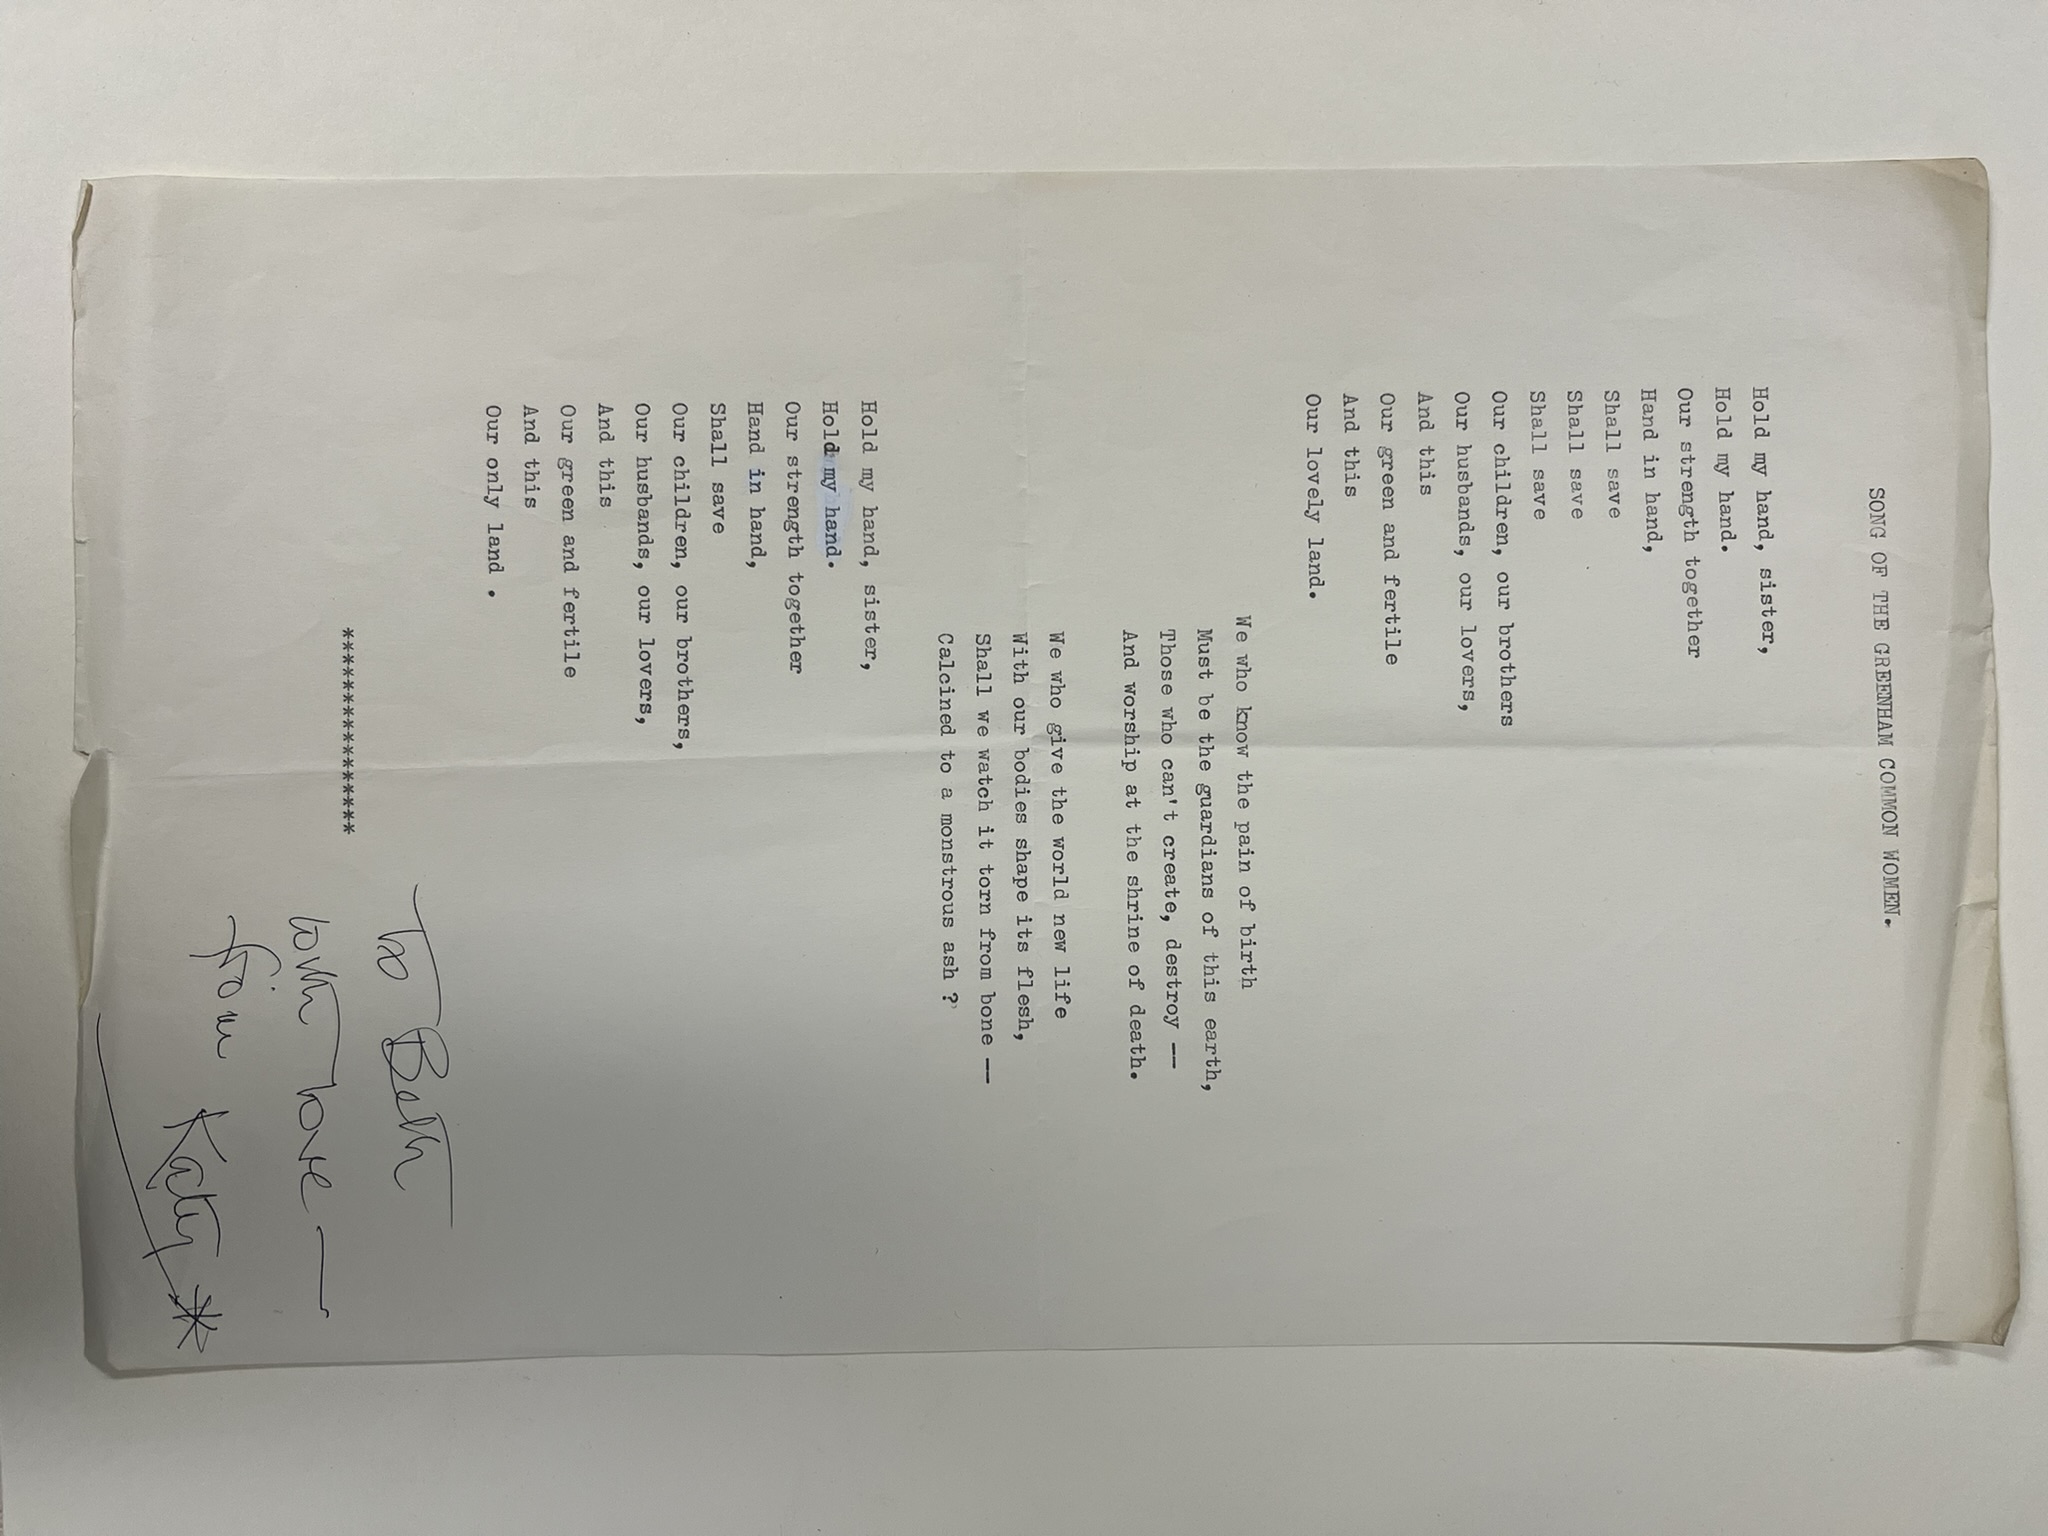 SONG OF THE GREENHAM COMMON WOMEN.
Hold my hand, sister,
Hold my hand.
Our strength together
Hand in hand,
Shall save
Shall save
Shall save
Our children, our brothers
Our husbands, our lovers,
And this
Our green and fertile
And this
Our lovely land.
We who know the pain of birth
Must be the guardians of this earth,
Those who can't create, destroy --
And worship at the shrine of death.
We who give the world new life
With our bodies shape its flesh,
Shall we watch it torn from bone --
Calcined to a monstrous ash ?
Hold my hand, sister,
Hold my hand.
Our strength together
Hand in hand,
Shall save
Our children, our brothers,
Our husbands, our lovers,
And this
Our green and fertile
And this
Our only land .
To Beth
****************
with love —
from
Katy *